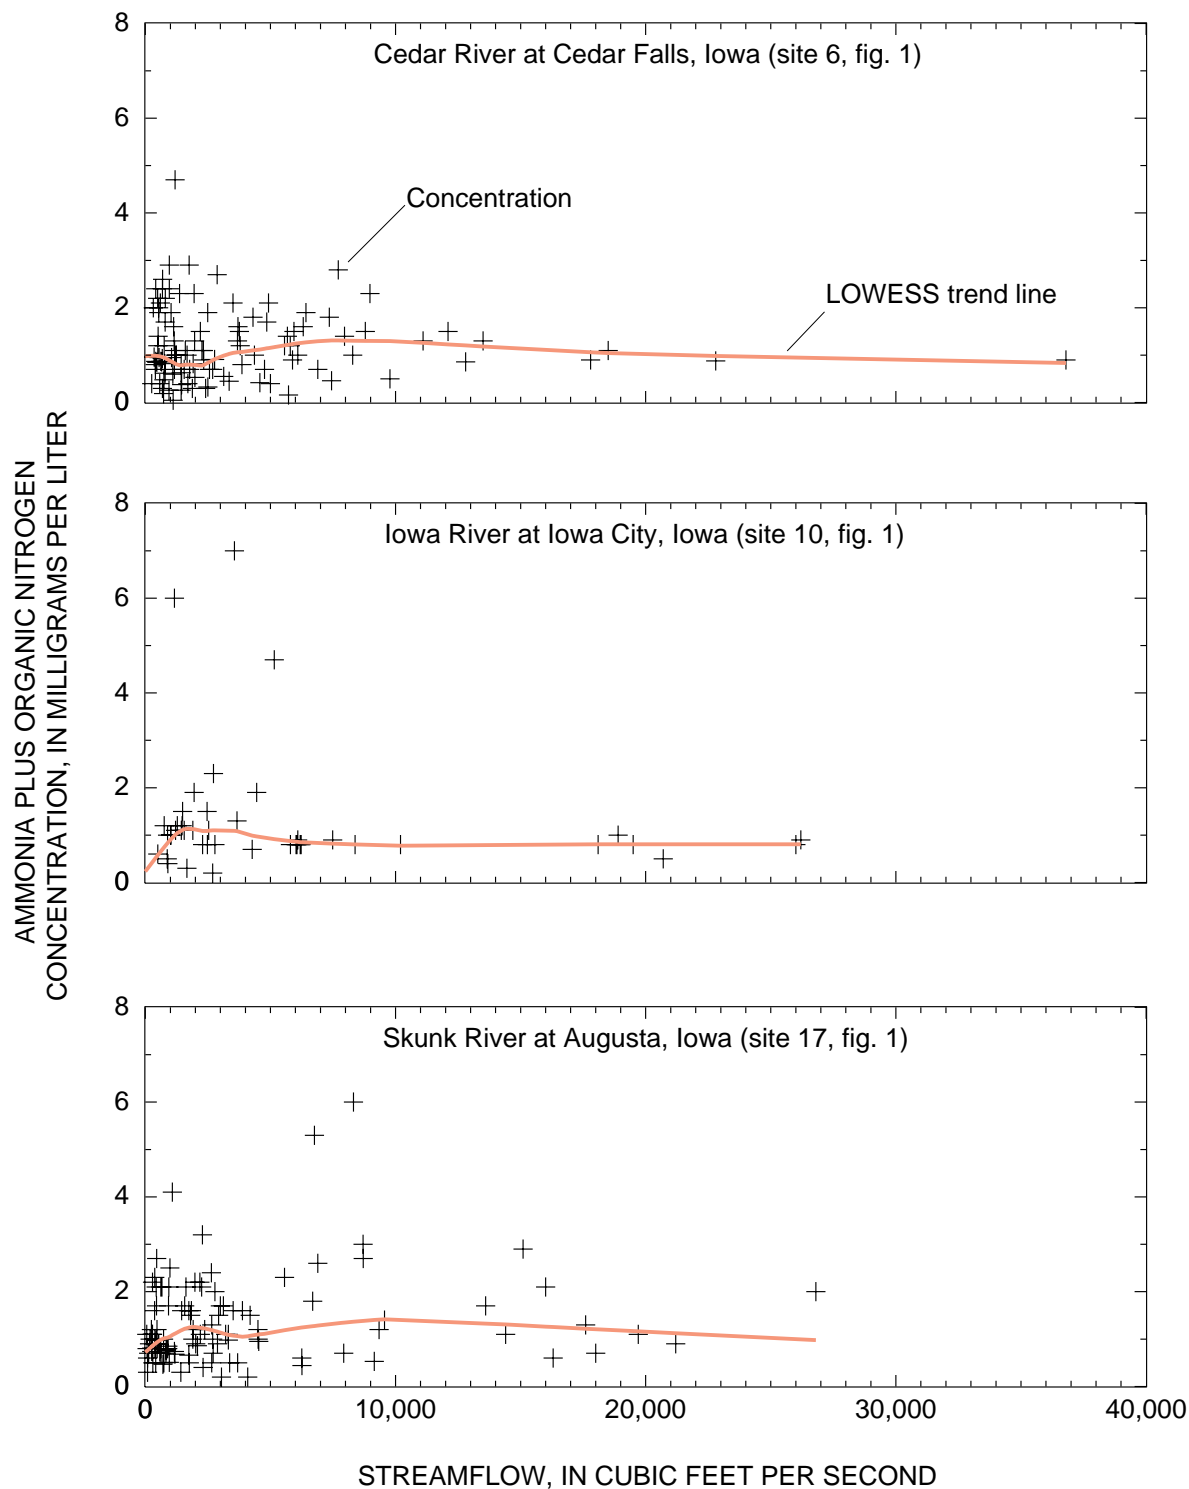 AMMONIA PLUS ORGANIC NITROGEN
CONCENTRATION, IN MILLIGRAMS PER LITER
8
Cedar River at Cedar Falls, Iowa (site 6, fig. 1)
6
Concentration
4
LOWESS trend line
2
0
8
Iowa River at Iowa City, Iowa (site 10, fig. 1)
6
4
2
0
8
Skunk River at Augusta, Iowa (site 17, fig. 1)
6
4
2
0
0 10,000 20,000 30,000 40,000
STREAMFLOW, IN CUBIC FEET PER SECOND